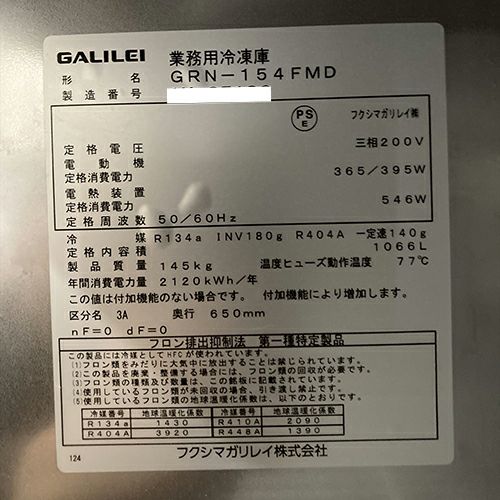 GALILEI 業務用冷凍庫
形名 GRN-154FMD
製造番号
PS E フクシマガリレイ㈱
定格電圧 三相200V
電動機
定格消費電力 365/395W
電熱装置
定格消費電力 546W
定格周波数 50/60Hz
冷媒 R134a INV180g R404A 一定速140g
定格内容積 1066L
製品質量 145kg 温度ヒューズ動作温度 77℃
年間消費電力量 2120kWh/年
この値は付加機能のない場合です。 付加機能により増加します。
区分名 3A 奥行 650mm
nF=0 dF=0
フロン排出抑制法 第一種特定製品
この製品には冷媒としてHFCが使われています。
(1)フロン類をみだりに大気中に放出することは禁じられています。
(2)この製品を廃棄・整備する場合には、フロン類の回収が必要です。
(3)フロン類の種類及び数量は、この銘板に記載されています。
(4)使用されているフロン類が未回収の場合、引き渡し禁止です。
(5)使用しているフロン類の地球温暖化係数は、以下のとおりです。
冷媒番号 地球温暖化係数 冷媒番号 地球温暖化係数
R134a 1430 R410A 2090
R404A 3920 R448A 1390
124 フクシマガリレイ株式会社